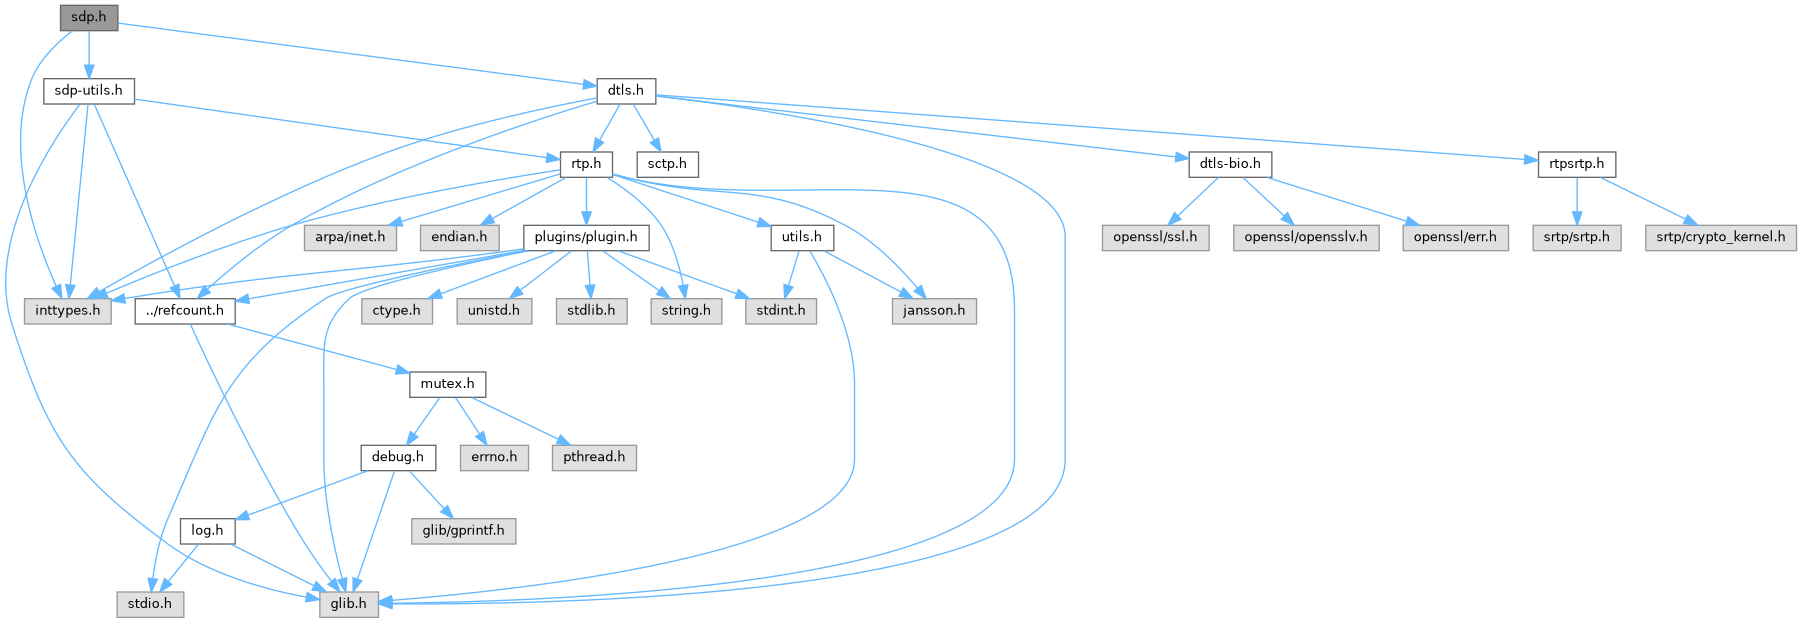 sdp.h
sdp-utils.h
dtls.h
rtp.h
sctp.h
dtls-bio.h
rtpsrtp.h
arpa/inet.h
endian.h
plugins/plugin.h
utils.h
openssl/ssl.h
openssl/opensslv.h
openssl/err.h
srtp/srtp.h
srtp/crypto_kernel.h
inttypes.h
../refcount.h
ctype.h
unistd.h
stdlib.h
string.h
stdint.h
jansson.h
mutex.h
debug.h
errno.h
pthread.h
log.h
glib/gprintf.h
stdio.h
glib.h